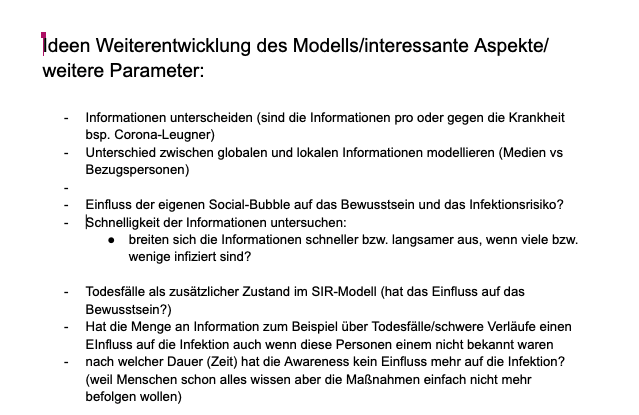 Ideen Weiterentwicklung des Modells/interessante Aspekte/
weitere Parameter:
- Informationen unterscheiden (sind die Informationen pro oder gegen die Krankheit
bsp. Corona-Leugner)
- Unterschied zwischen globalen und lokalen Informationen modellieren (Medien vs
Bezugspersonen)
-
- Einfluss der eigenen Social-Bubble auf das Bewusstsein und das Infektionsrisiko?
- Schnelligkeit der Informationen untersuchen:
● breiten sich die Informationen schneller bzw. langsamer aus, wenn viele bzw.
wenige infiziert sind?
- Todesfälle als zusätzlicher Zustand im SIR-Modell (hat das Einfluss auf das
Bewusstsein?)
- Hat die Menge an Information zum Beispiel über Todesfälle/schwere Verläufe einen
EInfluss auf die Infektion auch wenn diese Personen einem nicht bekannt waren
- nach welcher Dauer (Zeit) hat die Awareness kein Einfluss mehr auf die Infektion?
(weil Menschen schon alles wissen aber die Maßnahmen einfach nicht mehr
befolgen wollen)